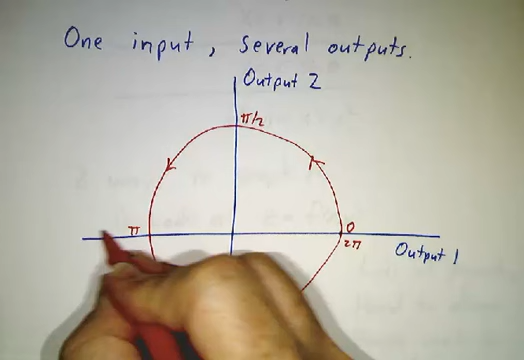 One input, several outputs.
Output 2
π/2
π
0
2π
Output 1